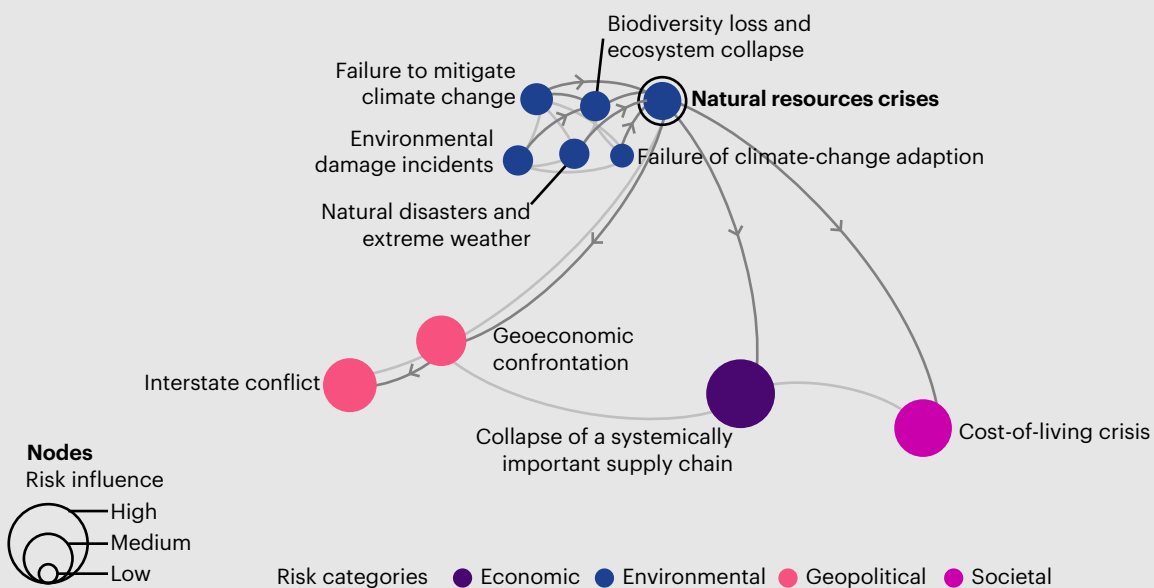 Biodiversity loss and
ecosystem collapse
Failure to mitigate
climate change
Natural resources crises
Environmental
damage incidents
Failure of climate-change adaption
Natural disasters and
extreme weather
Geoeconomic
confrontation
Interstate conflict
Collapse of a systemically
important supply chain
Cost-of-living crisis
Nodes
Risk influence
High
Medium
Low
Risk categories Economic Environmental Geopolitical Societal